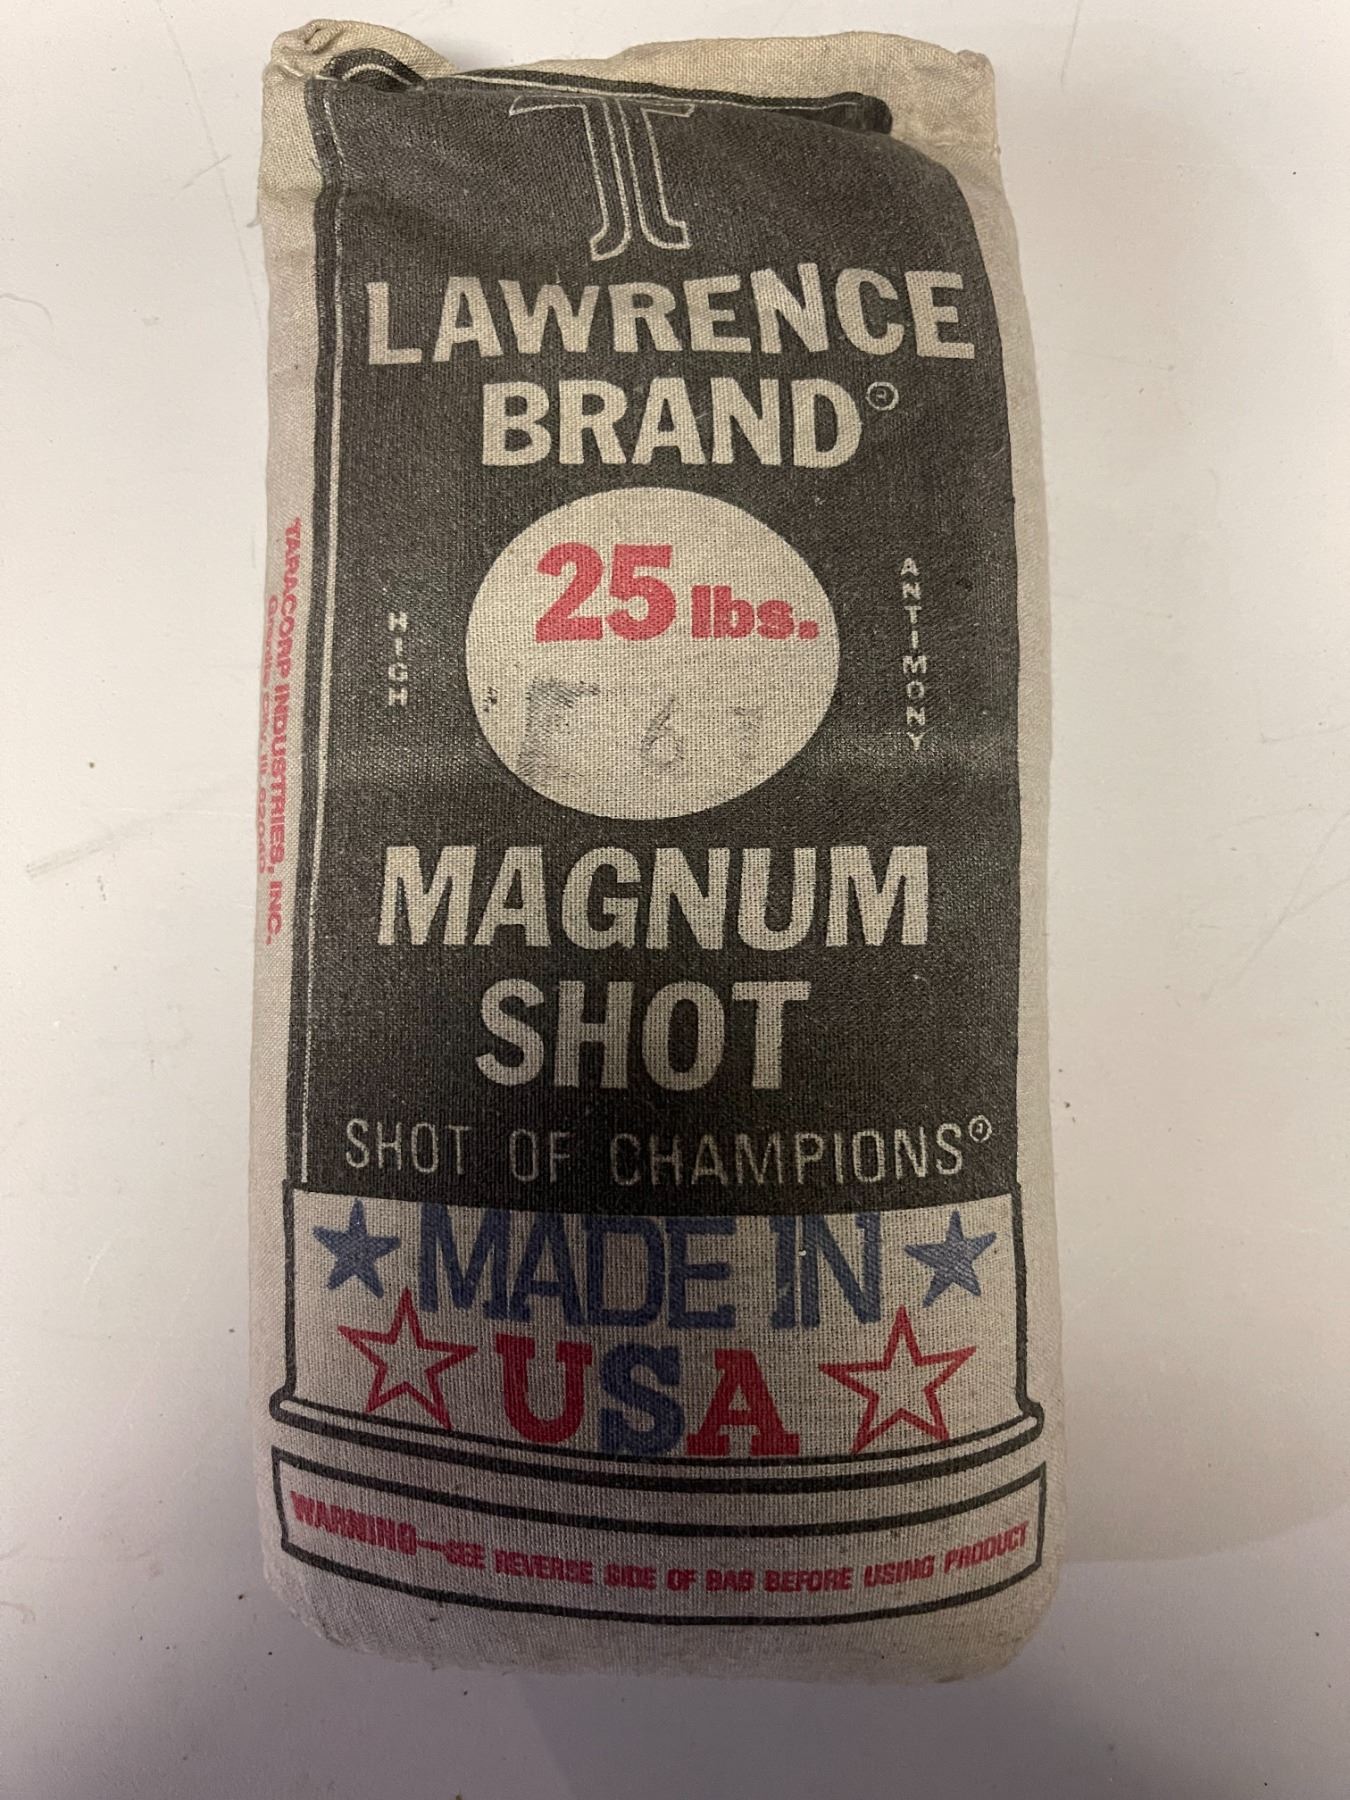 LAWRENCE
BRAND®
25 lbs.
6
HIGH
ANTIMONY
MAGNUM
SHOT
SHOT OF CHAMPIONS®
MADE IN
USA
WARNING—SEE REVERSE SIDE OF BAG BEFORE USING PRODUCT
TARACORP INDUSTRIES, INC.